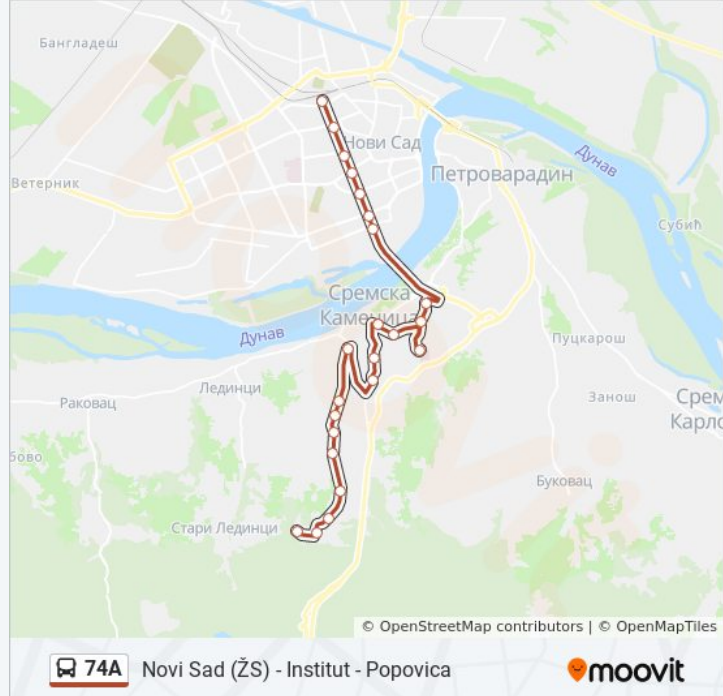 Бангладеш
Нови Сад
Ветерник
Петроварадин
Дунав
Субић
Сремска
Каменица
Дунав
Пуцкарош
Лединци
Раковац
Занош
Срем
Карло
бово
Буковац
Стари Лединци
© OpenStreetMap contributors | © OpenMapTiles
74A Novi Sad (ŽS) - Institut - Popovica
moovit